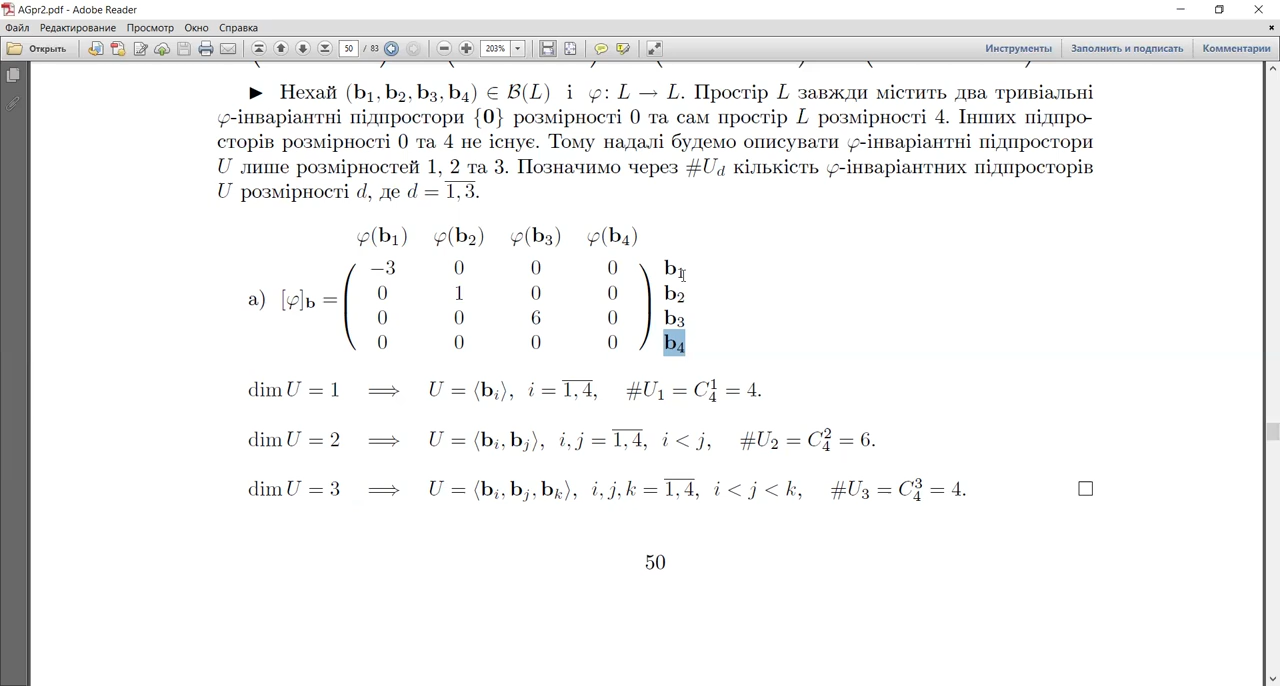 AGpr2.pdf - Adobe Reader
Файл Редактирование Просмотр Окно Справка
Открыть 50 / 83 203% Инструменты Заполнить и подписать Комментарии
► Нехай (b₁, b₂, b₃, b₄) ∈ B(L) і φ: L → L. Простір L завжди містить два тривіальні
φ-інваріантні підпростори {0} розмірності 0 та сам простір L розмірності 4. Інших підпро-
сторів розмірності 0 та 4 не існує. Тому надалі будемо описувати φ-інваріантні підпростори
U лише розмірностей 1, 2 та 3. Позначимо через #U_d кількість φ-інваріантних підпросторів
U розмірності d, де d = \overline{1,3}.
φ(b₁) φ(b₂) φ(b₃) φ(b₄)
−3 0 0 0 b₁
0 1 0 0 b₂
а) [φ]_b =
0 0 6 0 b₃
0 0 0 0 b₄
dim U = 1 ⟹ U = ⟨b_i⟩, i = \overline{1,4}, #U₁ = C₄¹ = 4.
dim U = 2 ⟹ U = ⟨b_i, b_j⟩, i, j = \overline{1,4}, i < j, #U₂ = C₄² = 6.
dim U = 3 ⟹ U = ⟨b_i, b_j, b_k⟩, i, j, k = \overline{1,4}, i < j < k, #U₃ = C₄³ = 4. □
50